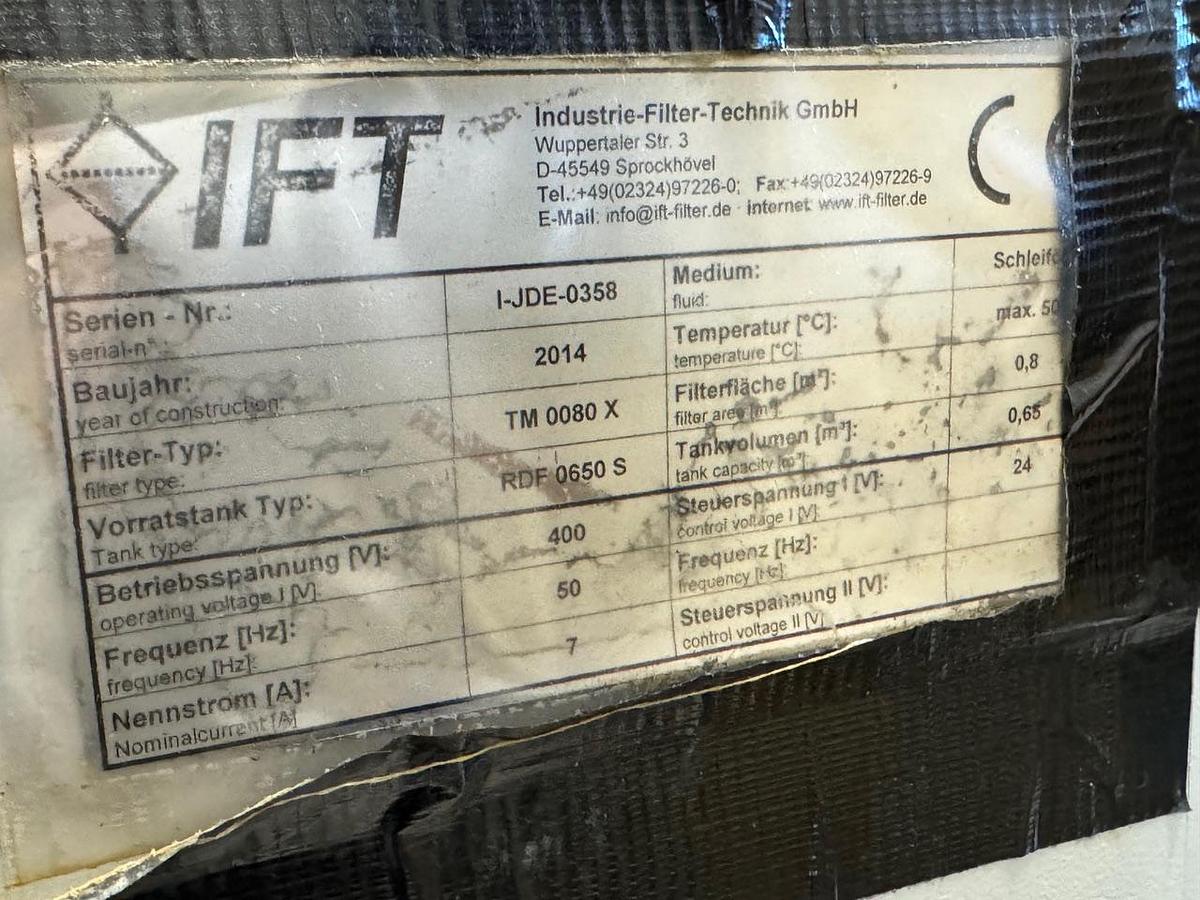 IFT
Industrie-Filter-Technik GmbH
Wuppertaler Str. 3
D-45549 Sprockhövel
Tel.:+49(02324)97226-0; Fax:+49(02324)97226-9
E-Mail: info@ift-filter.de · Internet: www.ift-filter.de
CE
Serien - Nr.:
serial-n°:
I-JDE-0358
Medium:
fluid:
Schleif
Baujahr:
year of construction:
2014
Temperatur [°C]:
temperature [°C]:
max. 50
Filter-Typ:
filter type:
TM 0080 X
Filterfläche [m²]:
filter area [m²]:
0,8
Vorratstank Typ:
Tank type:
RDF 0650 S
Tankvolumen [m³]:
tank capacity [m³]:
0,65
Betriebsspannung [V]:
operating voltage I [V]:
400
Steuerspannung I [V]:
control voltage I [V]:
24
Frequenz [Hz]:
frequency [Hz]:
50
Frequenz [Hz]:
frequency [Hz]:
Nennstrom [A]:
Nominalcurrent [A]
7
Steuerspannung II [V]:
control voltage II [V]